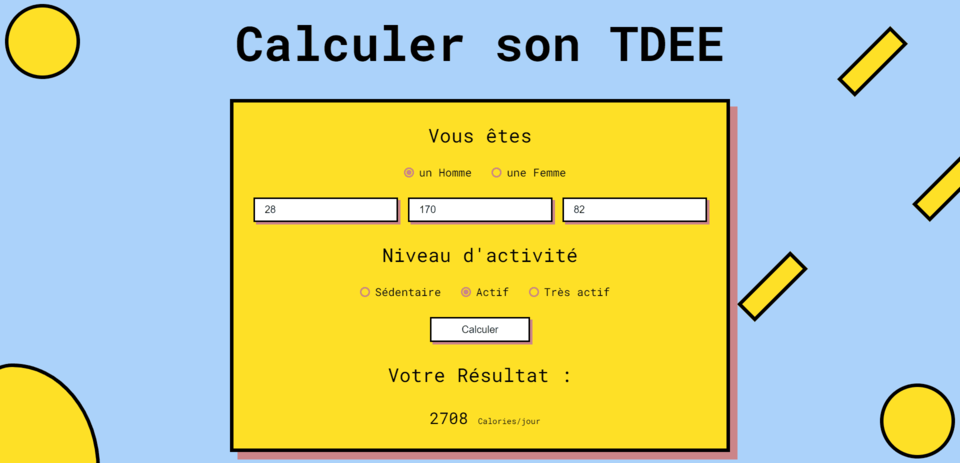 Calculer son TDEE
Vous êtes
un Homme une Femme
28 170 82
Niveau d'activité
Sédentaire Actif Très actif
Calculer
Votre Résultat :
2708 Calories/jour